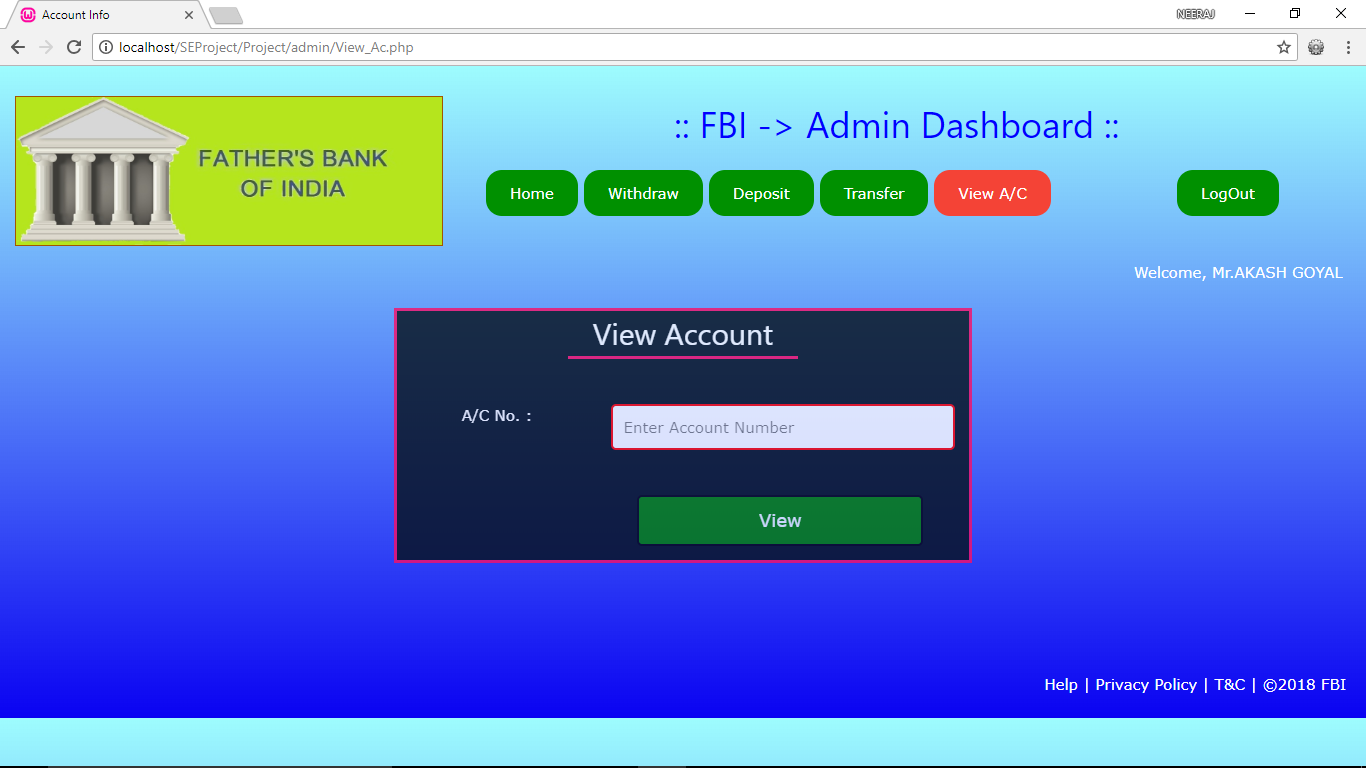 Account Info
NEERAJ
localhost/SEProject/Project/admin/View_Ac.php
FATHER'S BANK
OF INDIA
:: FBI -> Admin Dashboard ::
Home Withdraw Deposit Transfer View A/C LogOut
Welcome, Mr.AKASH GOYAL
View Account
A/C No. :
Enter Account Number
View
Help | Privacy Policy | T&C | ©2018 FBI